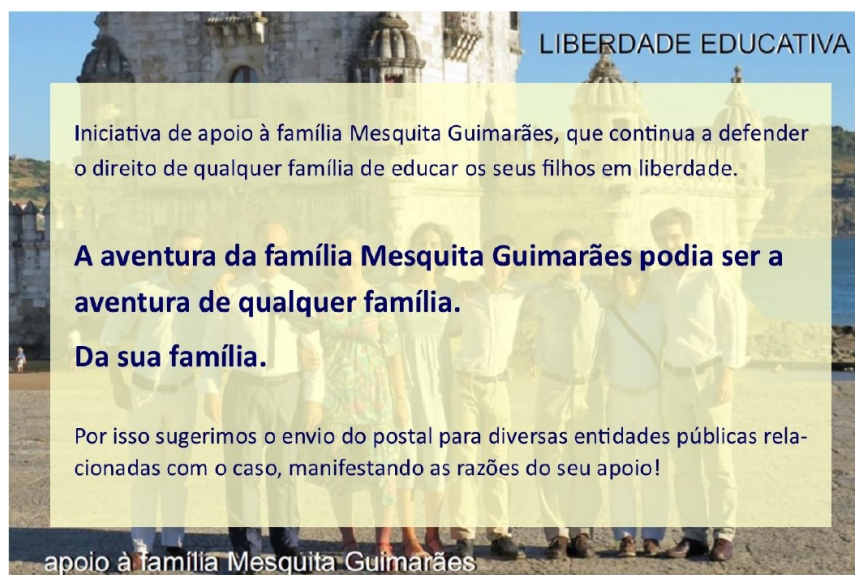 LIBERDADE EDUCATIVA
Iniciativa de apoio à família Mesquita Guimarães, que continua a defender
o direito de qualquer família de educar os seus filhos em liberdade.
A aventura da família Mesquita Guimarães podia ser a
aventura de qualquer família.
Da sua família.
Por isso sugerimos o envio do postal para diversas entidades públicas rela-
cionadas com o caso, manifestando as razões do seu apoio!
apoio à família Mesquita Guimarães